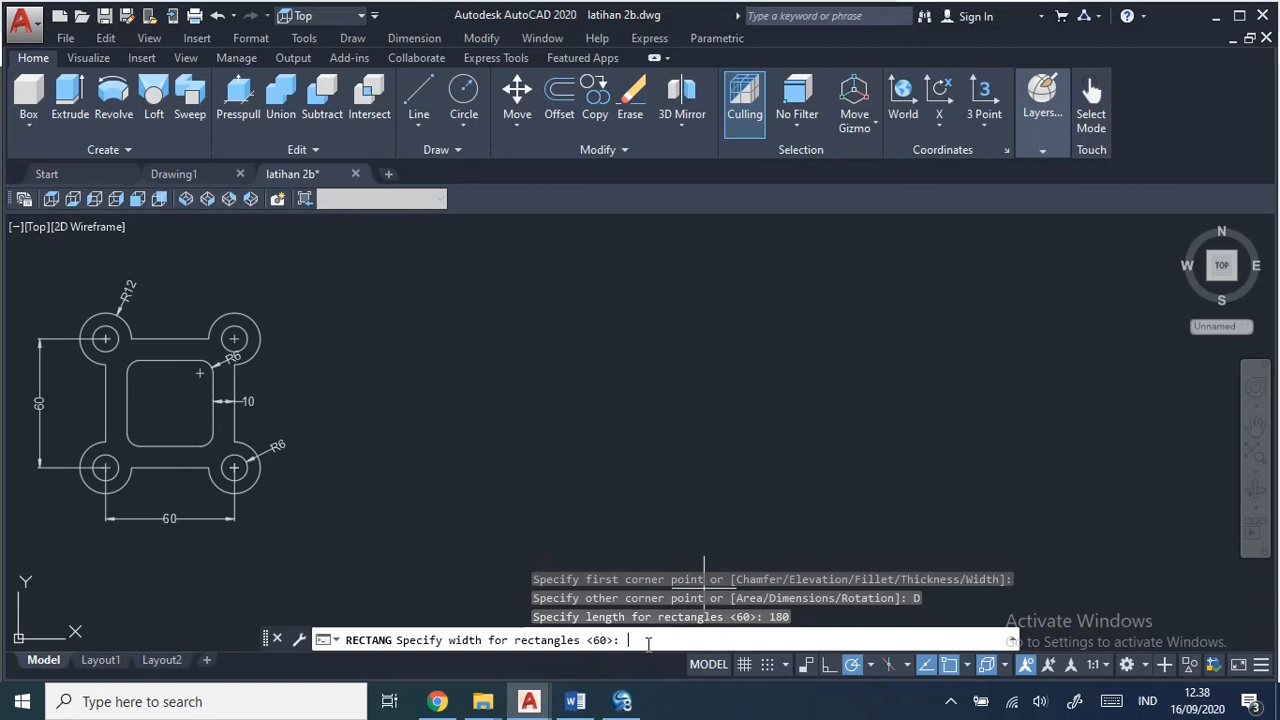 Top
Autodesk AutoCAD 2020 latihan 2b.dwg
Type a keyword or phrase
Sign In
File Edit View Insert Format Tools Draw Dimension Modify Window Help Express Parametric
Home Visualize Insert View Manage Output Add-ins Collaborate Express Tools Featured Apps
Box Extrude Revolve Loft Sweep Presspull Union Subtract Intersect Line Circle Move Offset Copy Erase 3D Mirror Culling No Filter Move Gizmo World X 3 Point Layers... Select Mode
Create Edit Draw Modify Selection Coordinates Touch
Start Drawing1 latihan 2b*
[−][Top][2D Wireframe]
N
W TOP E
S
Unnamed
R12
R6
60
10
R6
60
Y
X
Specify first corner point or [Chamfer/Elevation/Fillet/Thickness/Width]:
Specify other corner point or [Area/Dimensions/Rotation]: D
Specify length for rectangles <60>: 180
RECTANG Specify width for rectangles <60>:
Activate Windows
Go to Settings to activate Windows.
Model Layout1 Layout2 +
MODEL 1:1
Type here to search
IND
12.38
16/09/2020
3